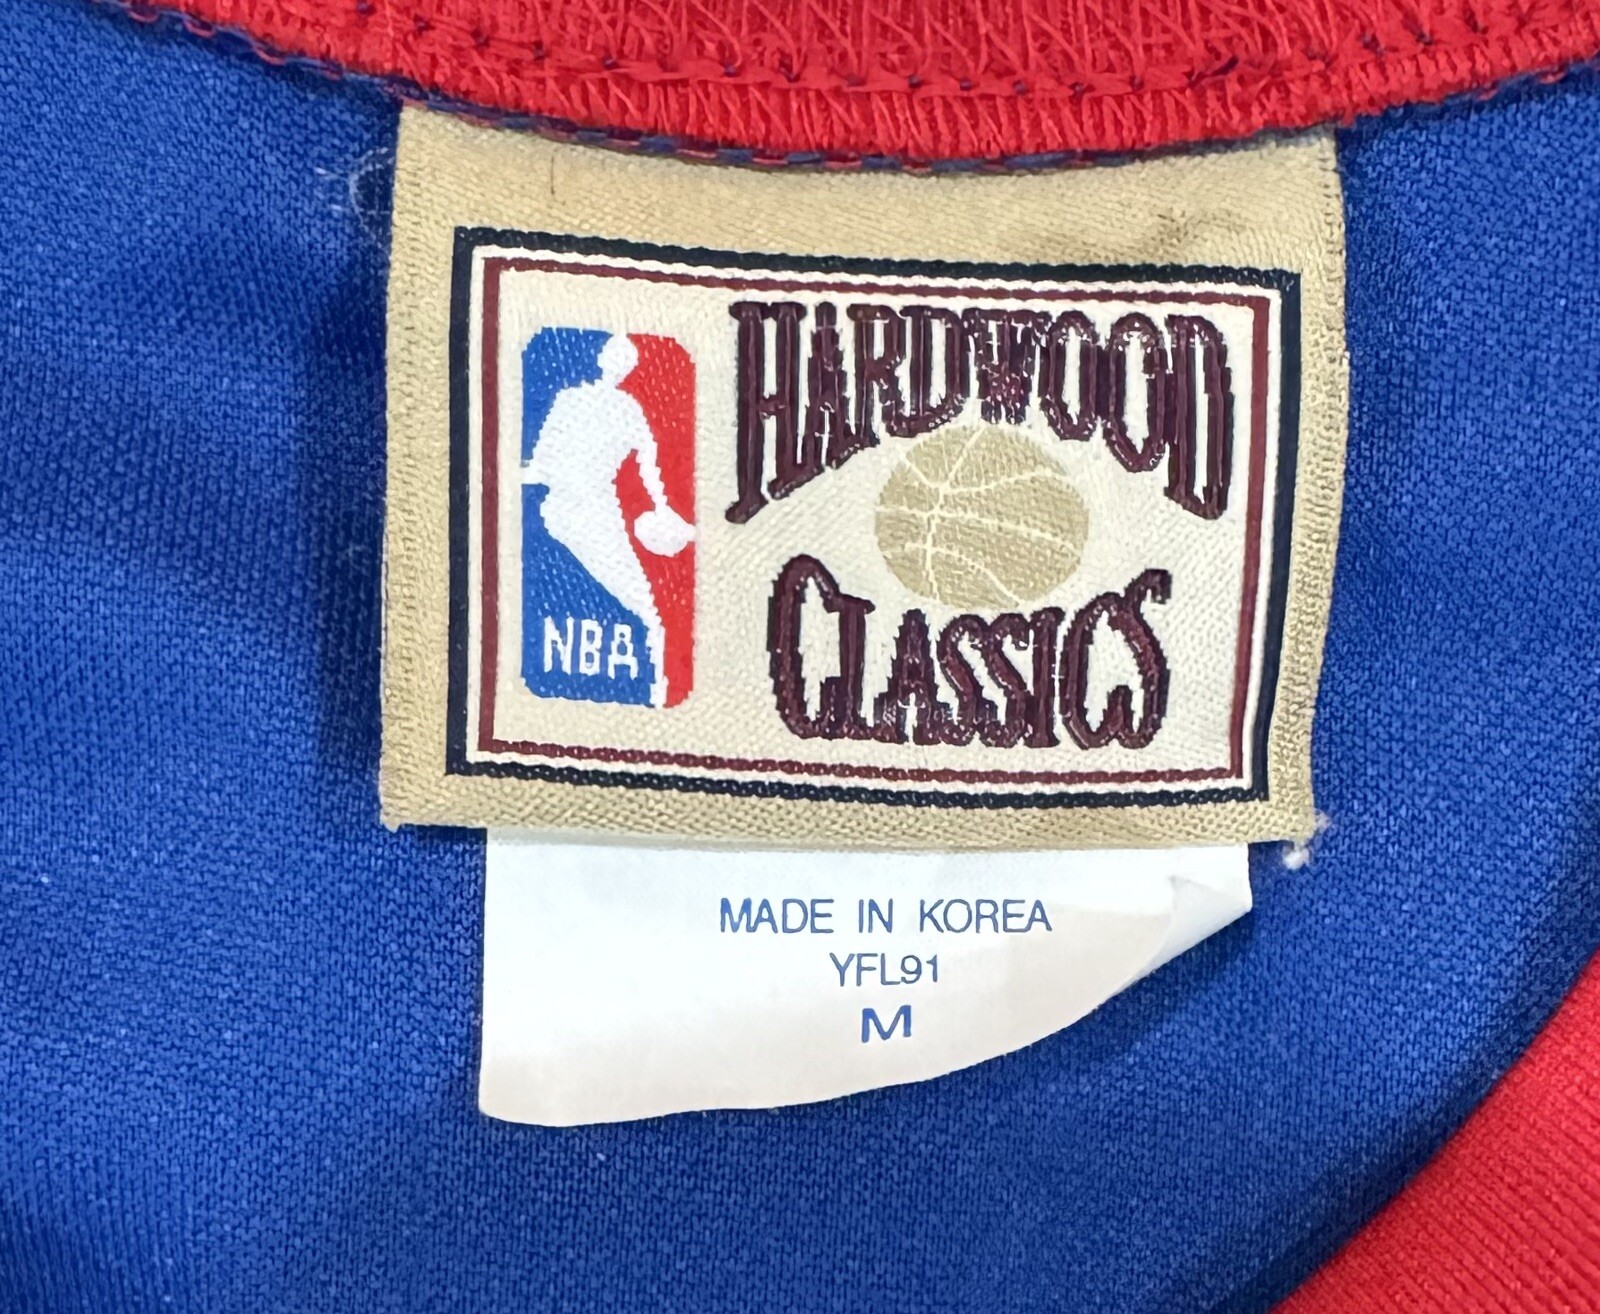 HARDWOOD
CLASSICS
NBA
MADE IN KOREA
YFL91
M